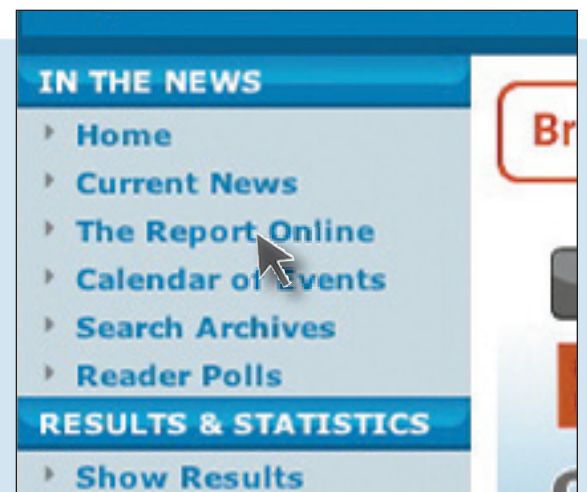 IN THE NEWS
Home
Current News
The Report Online
Calendar of Events
Search Archives
Reader Polls
RESULTS & STATISTICS
Show Results
Br